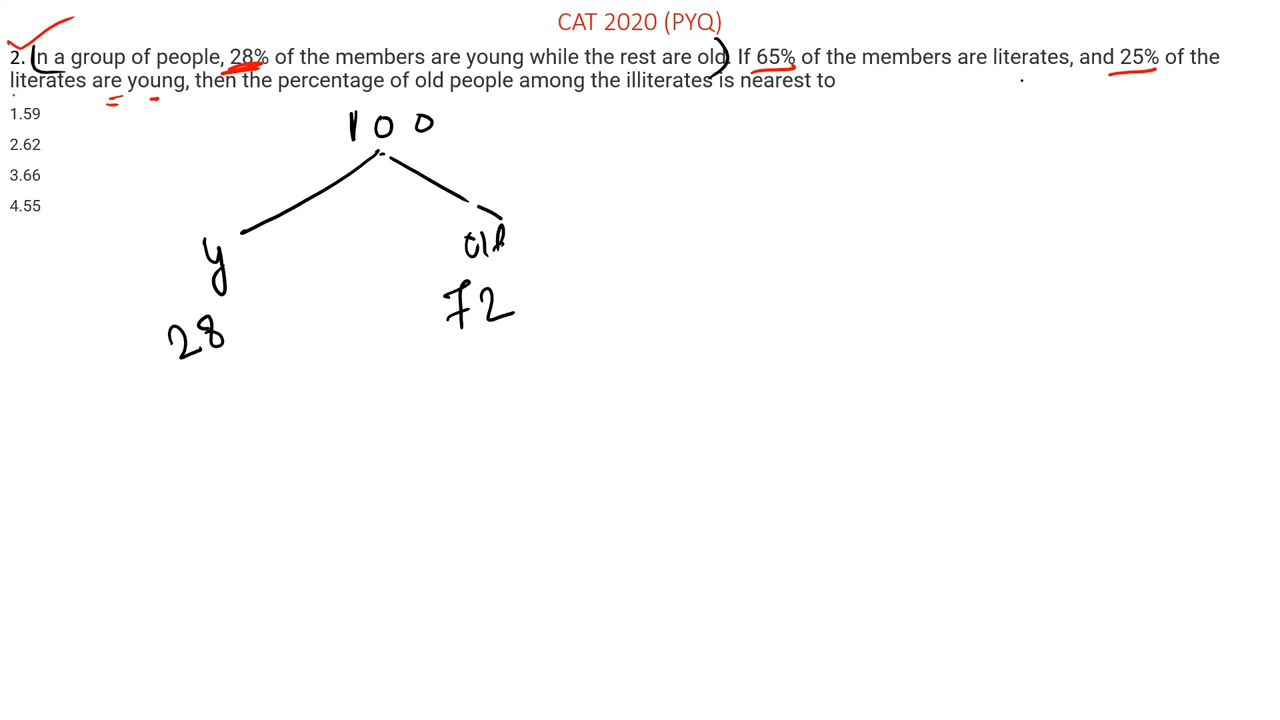 CAT 2020 (PYQ)
2. In a group of people, 28% of the members are young while the rest are old. If 65% of the members are literates, and 25% of the
literates are young, then the percentage of old people among the illiterates is nearest to
1.59
2.62
3.66
4.55
100
y old
28 72